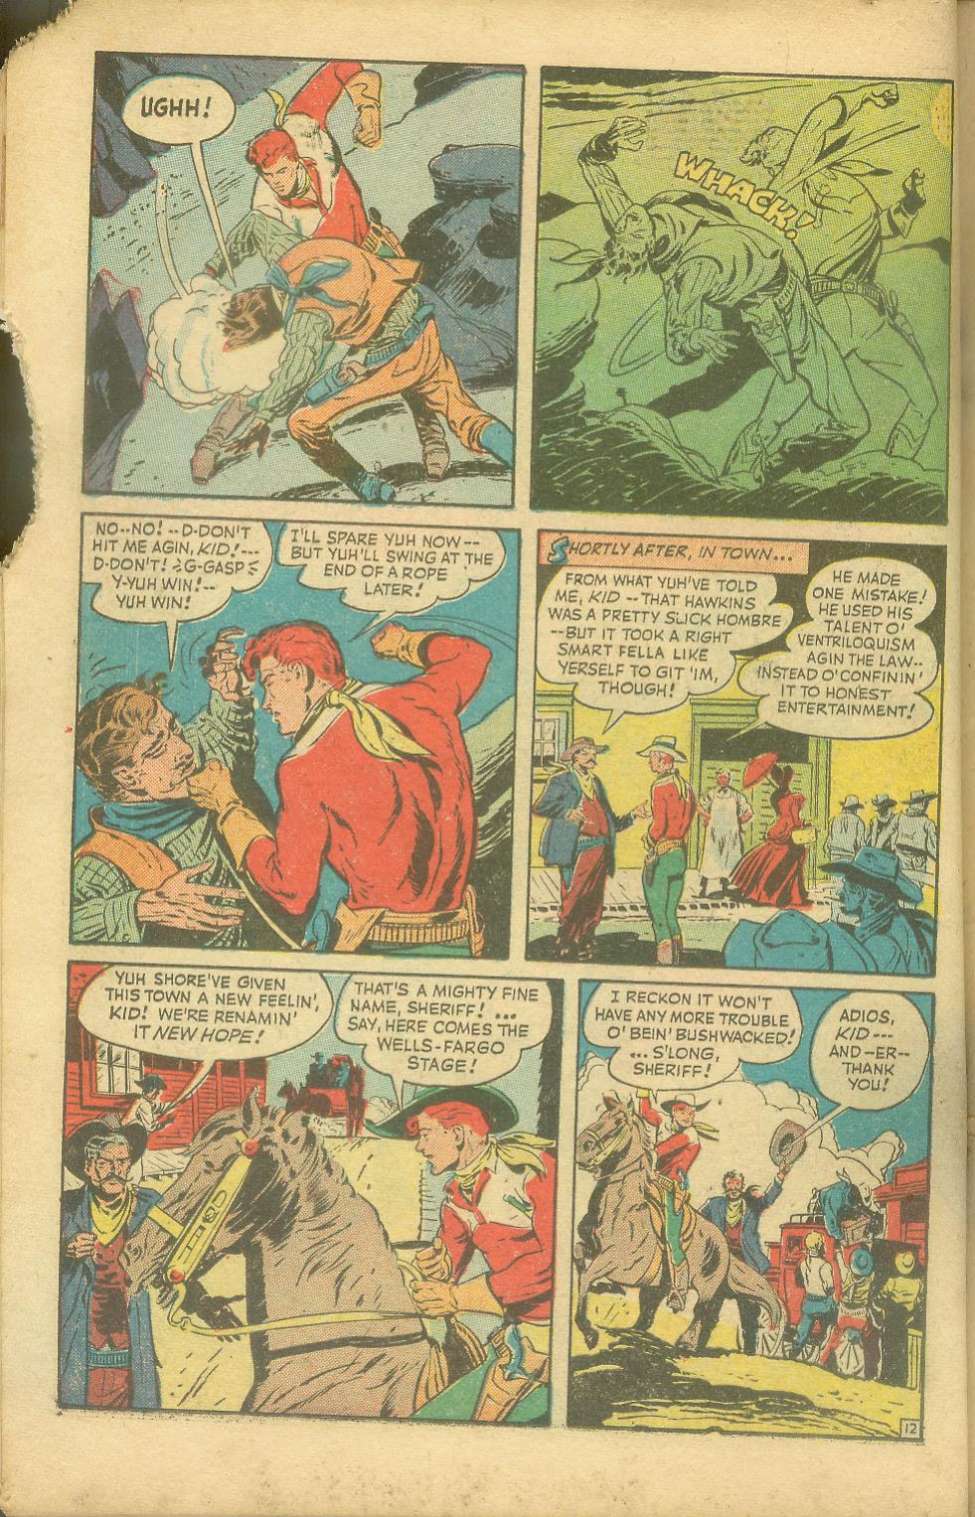 UGHH!
WHACK!
NO--NO!--D-DON'T
HIT ME AGIN, KID!---
D-DON'T! G-GASP
Y-YUH WIN!--
YUH WIN!
I'LL SPARE YUH NOW--
BUT YUH'LL SWING AT THE
END OF A ROPE
LATER!
SHORTLY AFTER, IN TOWN...
FROM WHAT YUH'VE TOLD
ME, KID--THAT HAWKINS
WAS A PRETTY SLICK HOMBRE
--BUT IT TOOK A RIGHT
SMART FELLA LIKE
YERSELF TO GIT 'IM,
THOUGH!
HE MADE
ONE MISTAKE!
HE USED HIS
TALENT O'
VENTRILOQUISM
AGIN THE LAW--
INSTEAD O' CONFININ'
IT TO HONEST
ENTERTAINMENT!
YUH SHORE'VE GIVEN
THIS TOWN A NEW FEELIN',
KID! WE'RE RENAMIN'
IT NEW HOPE!
THAT'S A MIGHTY FINE
NAME, SHERIFF! ...
SAY, HERE COMES THE
WELLS-FARGO
STAGE!
I RECKON IT WON'T
HAVE ANY MORE TROUBLE
O' BEIN' BUSHWACKED!
... S'LONG,
SHERIFF!
ADIOS,
KID---
AND-ER--
THANK
YOU!
12